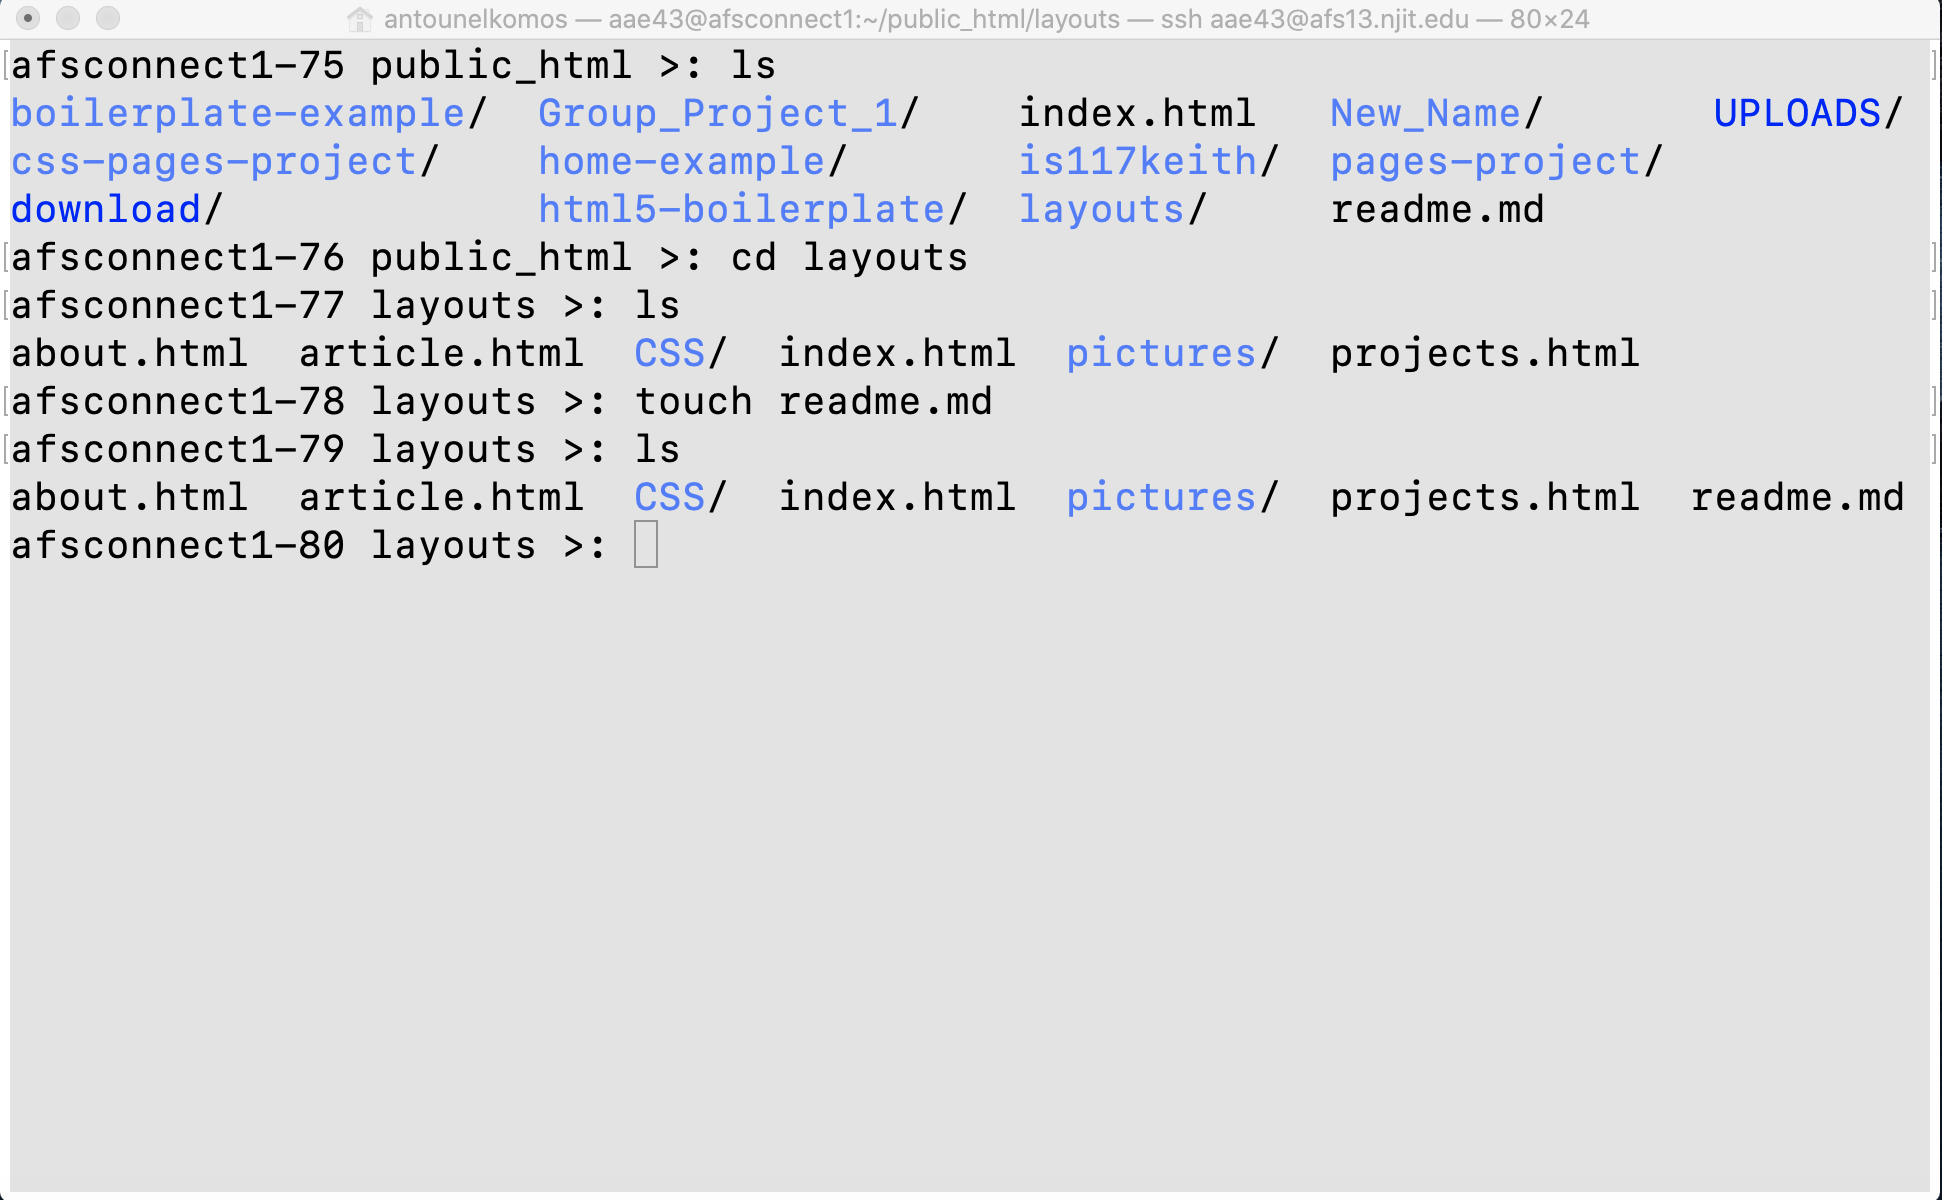 antounelkomos — aae43@afsconnect1:~/public_html/layouts — ssh aae43@afs13.njit.edu — 80×24
[afsconnect1-75 public_html >: ls ]
boilerplate-example/  Group_Project_1/    index.html   New_Name/       UPLOADS/
css-pages-project/    home-example/       is117keith/  pages-project/
download/             html5-boilerplate/  layouts/     readme.md
[afsconnect1-76 public_html >: cd layouts ]
[afsconnect1-77 layouts >: ls ]
about.html  article.html  CSS/  index.html  pictures/  projects.html
[afsconnect1-78 layouts >: touch readme.md ]
[afsconnect1-79 layouts >: ls ]
about.html  article.html  CSS/  index.html  pictures/  projects.html  readme.md
afsconnect1-80 layouts >: